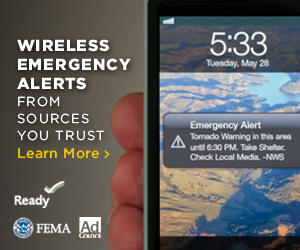 WIRELESS
EMERGENCY
ALERTS
FROM
SOURCES
YOU TRUST
Learn More >
Ready
FEMA
Ad
COUNCIL
5:33
Tuesday, May 28
Emergency Alert
Tornado Warning in this area
until 6:30 PM. Take Shelter.
Check Local Media. -NWS